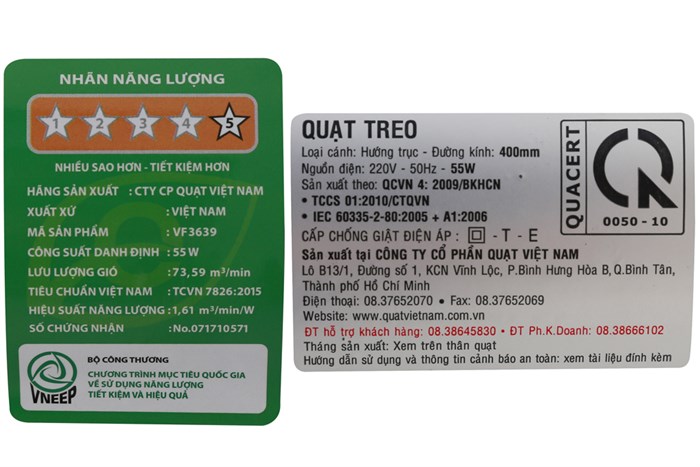 NHÃN NĂNG LƯỢNG
1 2 3 4 5
NHIỀU SAO HƠN - TIẾT KIỆM HƠN
HÃNG SẢN XUẤT : CTY CP QUẠT VIỆT NAM
XUẤT XỨ : VIỆT NAM
MÃ SẢN PHẨM : VF3639
CÔNG SUẤT DANH ĐỊNH : 55 W
LƯU LƯỢNG GIÓ : 73,59 m³/min
TIÊU CHUẨN VIỆT NAM : TCVN 7826:2015
HIỆU SUẤT NĂNG LƯỢNG : 1,61 m³/min/W
SỐ CHỨNG NHẬN : No.071710571
VNEEP
BỘ CÔNG THƯƠNG
CHƯƠNG TRÌNH MỤC TIÊU QUỐC GIA
VỀ SỬ DỤNG NĂNG LƯỢNG
TIẾT KIỆM VÀ HIỆU QUẢ
QUẠT TREO
Loại cánh: Hướng trục - Đường kính: 400mm
Nguồn điện: 220V - 50Hz - 55W
Sản xuất theo: QCVN 4: 2009/BKHCN
• TCCS 01:2010/CTQVN
• IEC 60335-2-80:2005 + A1:2006
CẤP CHỐNG GIẬT ĐIỆN ÁP : - T - E
Sản xuất tại CÔNG TY CỔ PHẦN QUẠT VIỆT NAM
Lô B13/1, Đường số 1, KCN Vĩnh Lộc, P.Bình Hưng Hòa B, Q.Bình Tân,
Thành phố Hồ Chí Minh
Điện thoại: 08.37652070 • Fax: 08.37652069
Website: www.quatvietnam.com.vn
ĐT hỗ trợ khách hàng: 08.38645830 • ĐT Ph.K.Doanh: 08.38666102
Tháng sản xuất: Xem trên thân quạt
Hướng dẫn sử dụng và thông tin cảnh báo an toàn: xem tài liệu đính kèm
QUACERT
0050 - 10